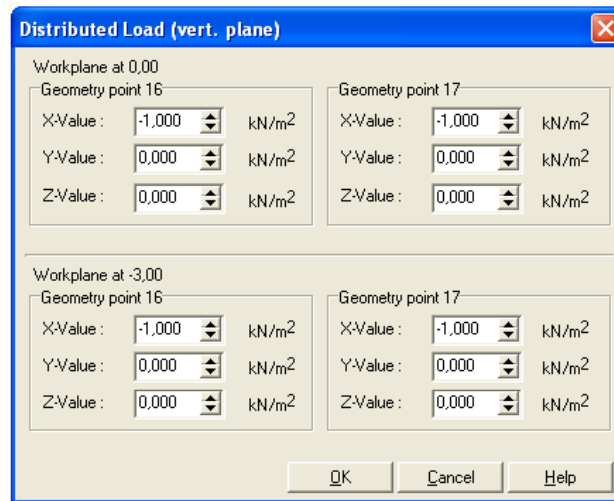 Distributed Load (vert. plane)
Workplane at 0,00
Geometry point 16 Geometry point 17
X-Value : -1,000 kN/m2 X-Value : -1,000 kN/m2
Y-Value : 0,000 kN/m2 Y-Value : 0,000 kN/m2
Z-Value : 0,000 kN/m2 Z-Value : 0,000 kN/m2
Workplane at -3,00
Geometry point 16 Geometry point 17
X-Value : -1,000 kN/m2 X-Value : -1,000 kN/m2
Y-Value : 0,000 kN/m2 Y-Value : 0,000 kN/m2
Z-Value : 0,000 kN/m2 Z-Value : 0,000 kN/m2
OK Cancel Help